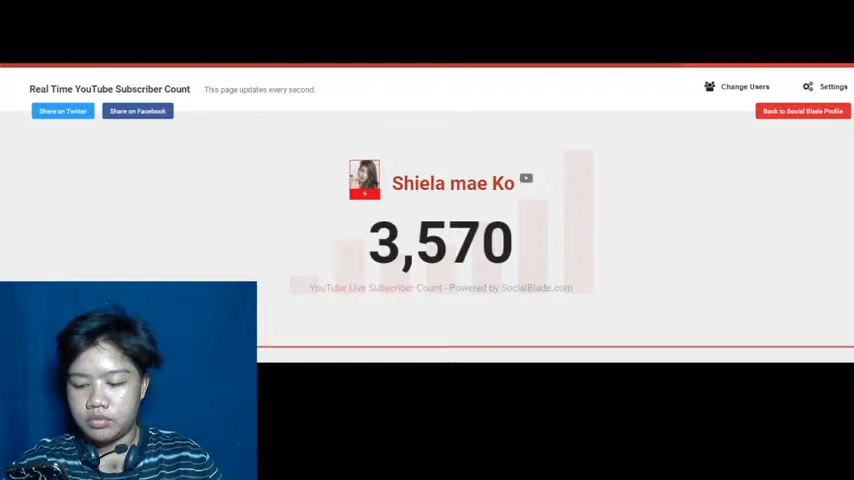 Real Time YouTube Subscriber Count This page updates every second.
Change Users Settings
Share on Twitter Share on Facebook
Back to Social Blade Profile
Shiela mae Ko
3,570
YouTube Live Subscriber Count - Powered by SocialBlade.com